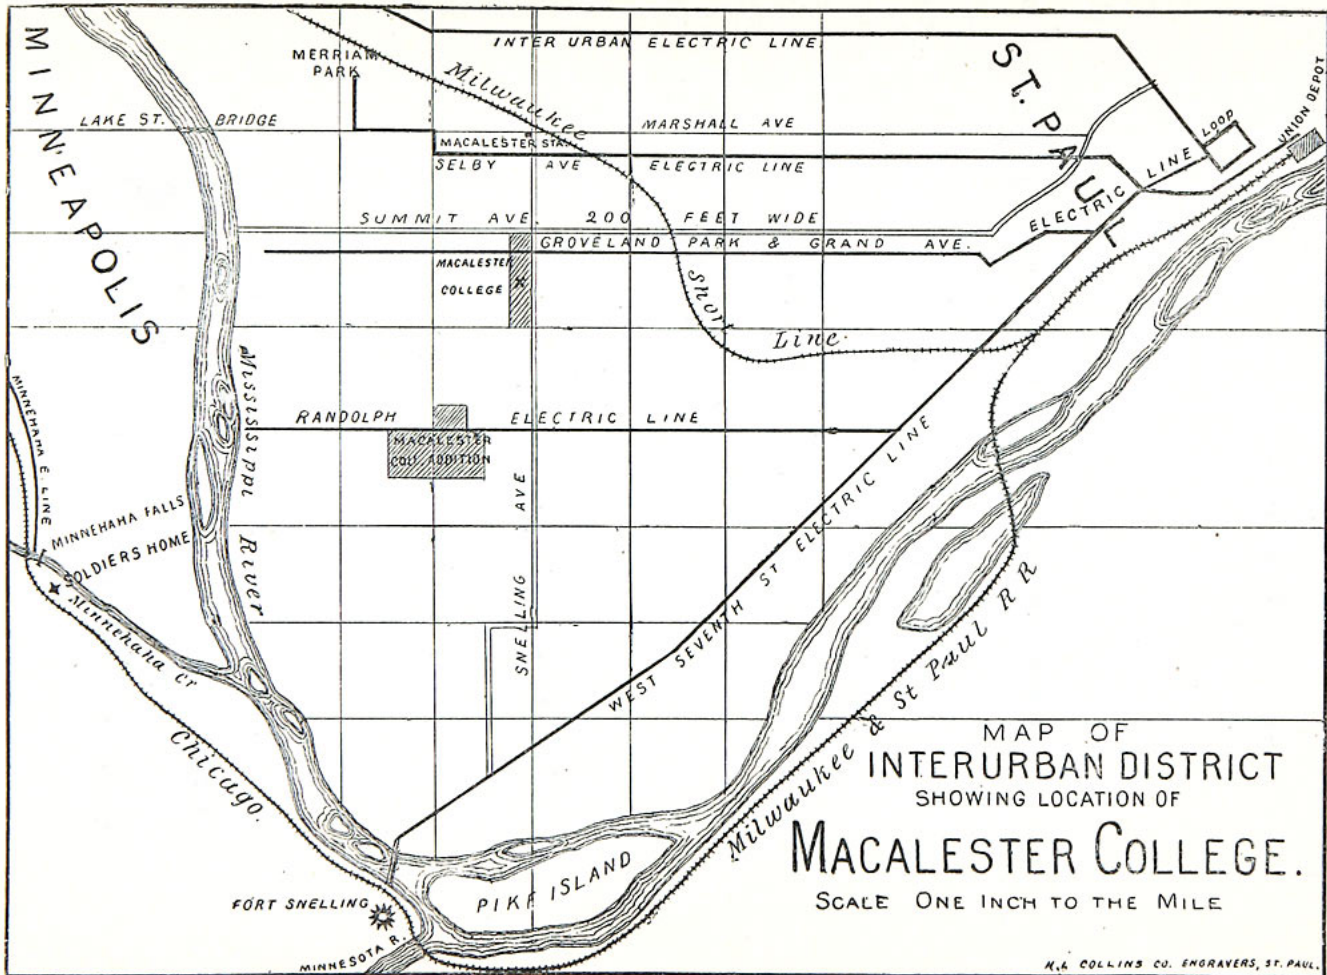 MINNEAPOLIS
ST. PAUL
INTER URBAN ELECTRIC LINE.
MERRIAM
PARK
Milwaukee
Short
Line.
LAKE ST. BRIDGE
MARSHALL AVE
MACALESTER STA.
SELBY AVE ELECTRIC LINE
LOOP
UNION DEPOT
ELECTRIC LINE
SUMMIT AVE. 200 FEET WIDE
GROVELAND PARK & GRAND AVE.
MACALESTER
COLLEGE
Mississippi River
RANDOLPH ELECTRIC LINE
MACALESTER
COLL. ADDITION
MINNEHAHA E. LINE
MINNEHAHA FALLS
SOLDIERS HOME
Minnehaha Cr
SNELLING AVE
WEST SEVENTH ST ELECTRIC LINE
Chicago.
Milwaukee & St Paul R R
PIKE ISLAND
FORT SNELLING
MINNESOTA R.
MAP OF
INTERURBAN DISTRICT
SHOWING LOCATION OF
MACALESTER COLLEGE.
SCALE ONE INCH TO THE MILE
H.L. COLLINS CO. ENGRAVERS, ST. PAUL.